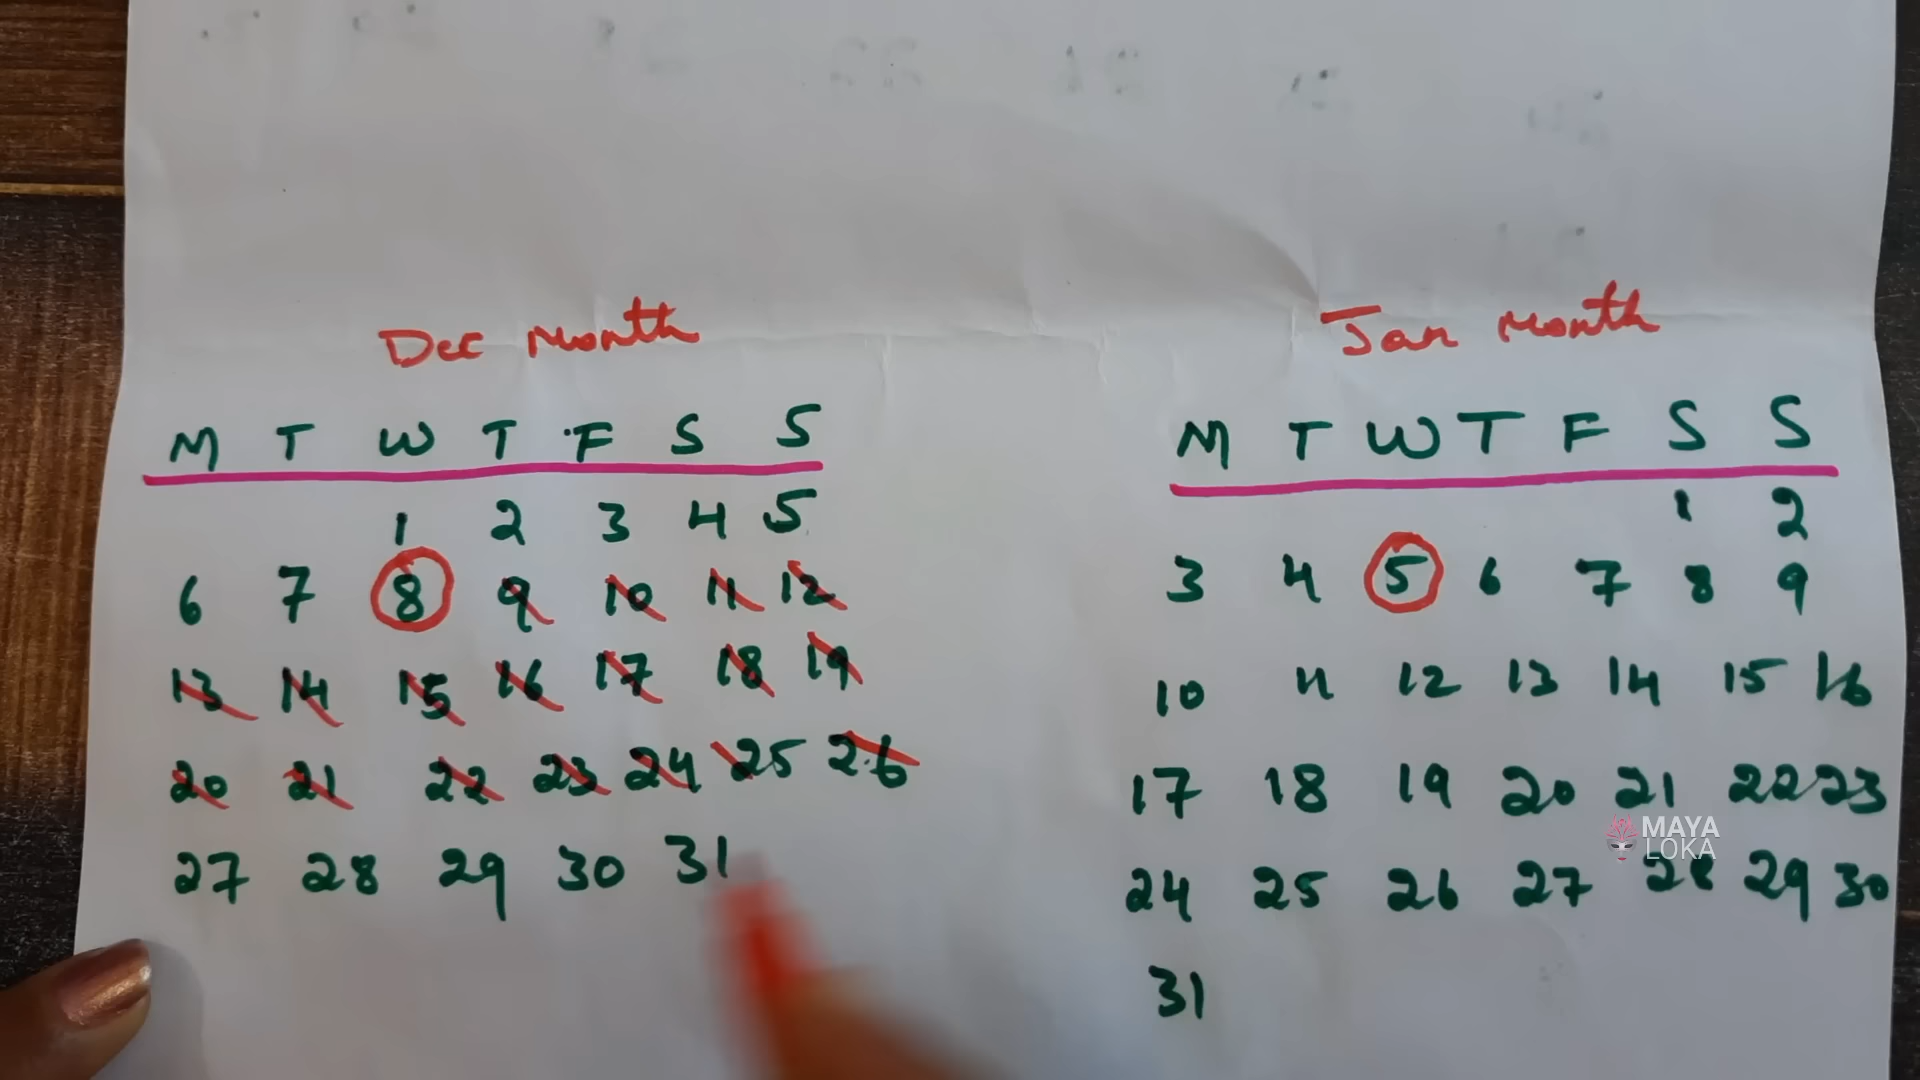 Dec Month
M T W T F S S
1 2 3 4 5
6 7 8 9 10 11 12
13 14 15 16 17 18 19
20 21 22 23 24 25 26
27 28 29 30 31
Jan Month
M T W T F S S
1 2
3 4 5 6 7 8 9
10 11 12 13 14 15 16
17 18 19 20 21 22 23
24 25 26 27 28 29 30
31
MAYA
LOKA